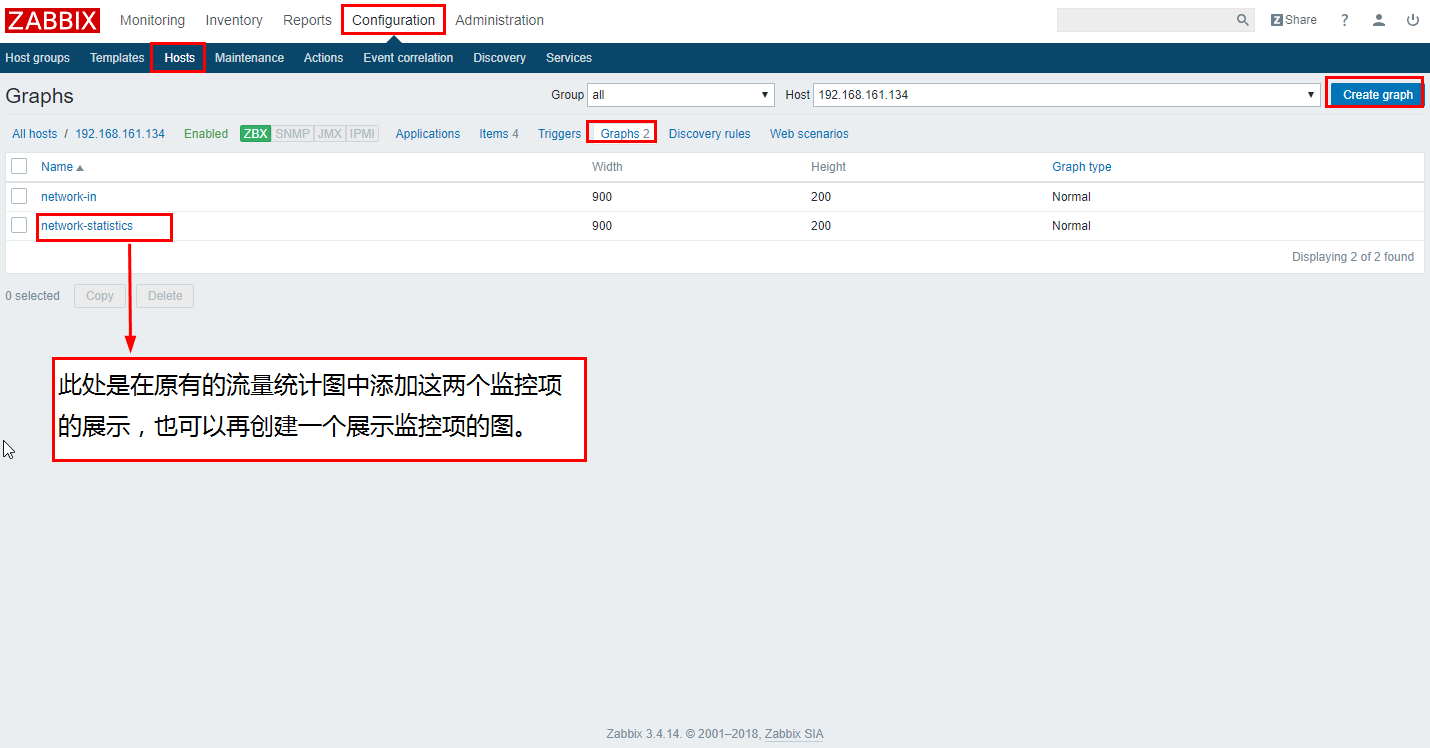 ZABBIX Monitoring Inventory Reports Configuration Administration Z Share ?
Host groups Templates Hosts Maintenance Actions Event correlation Discovery Services
Graphs Group all Host 192.168.161.134 Create graph
All hosts / 192.168.161.134 Enabled ZBX SNMP JMX IPMI Applications Items 4 Triggers Graphs 2 Discovery rules Web scenarios
Name Width Height Graph type
network-in 900 200 Normal
network-statistics 900 200 Normal
Displaying 2 of 2 found
0 selected Copy Delete
此处是在原有的流量统计图中添加这两个监控项
的展示，也可以再创建一个展示监控项的图。
Zabbix 3.4.14. © 2001–2018, Zabbix SIA